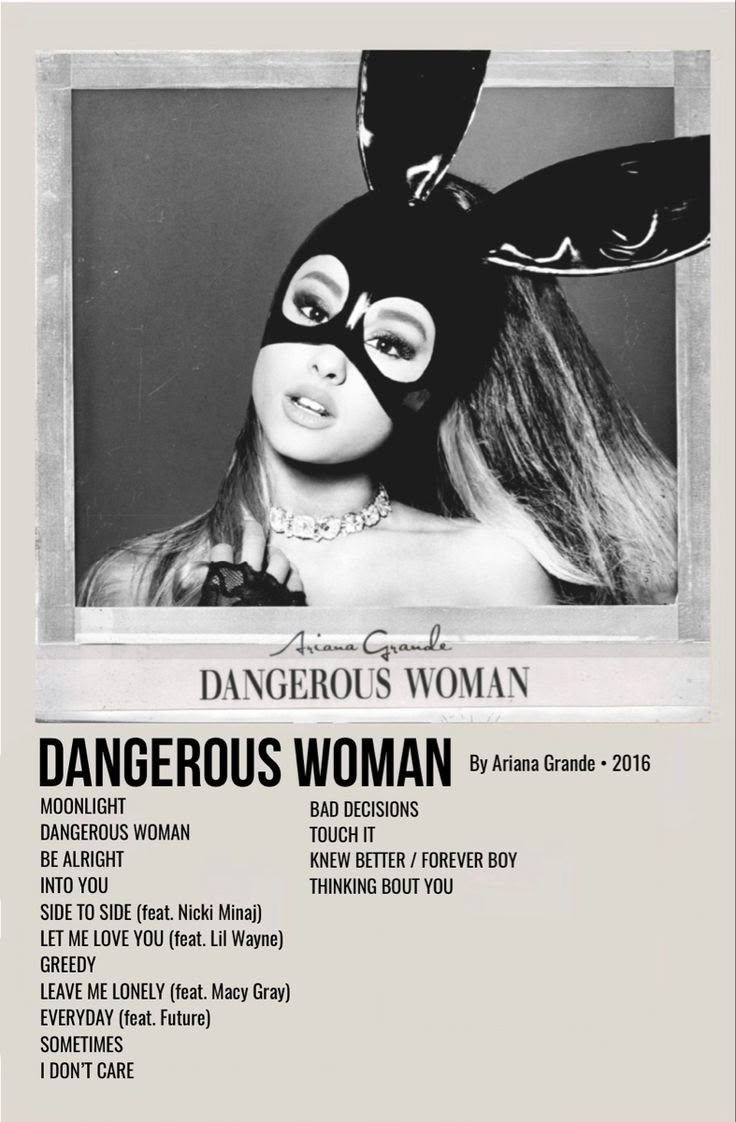 Ariana Grande
DANGEROUS WOMAN
DANGEROUS WOMAN By Ariana Grande • 2016
MOONLIGHT
DANGEROUS WOMAN
BE ALRIGHT
INTO YOU
SIDE TO SIDE (feat. Nicki Minaj)
LET ME LOVE YOU (feat. Lil Wayne)
GREEDY
LEAVE ME LONELY (feat. Macy Gray)
EVERYDAY (feat. Future)
SOMETIMES
I DON’T CARE
BAD DECISIONS
TOUCH IT
KNEW BETTER / FOREVER BOY
THINKING BOUT YOU